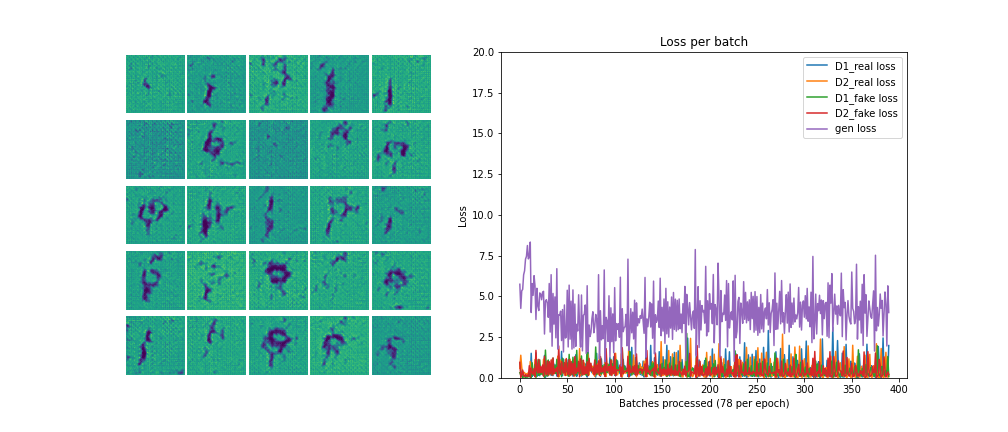 Loss per batch
20.0
17.5
15.0
12.5
10.0
7.5
5.0
2.5
0.0
Loss
D1_real loss
D2_real loss
D1_fake loss
D2_fake loss
gen loss
0 50 100 150 200 250 300 350 400
Batches processed (78 per epoch)